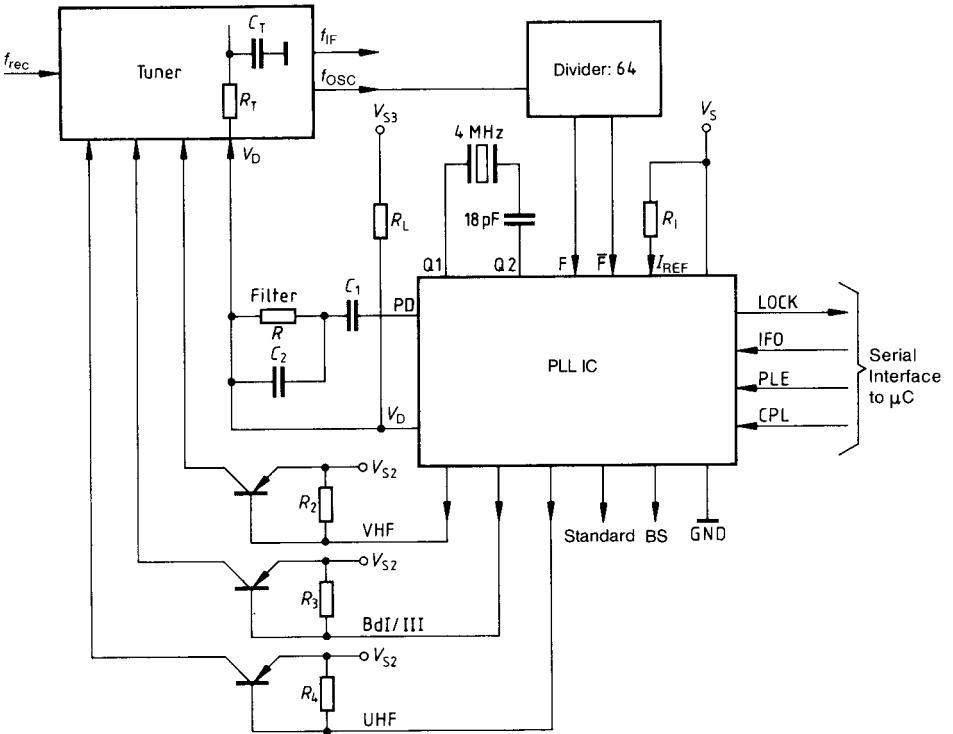 C_T
f_IF
f_rec
Tuner
f_OSC
Divider: 64
R_T
V_D
V_S3
4 MHz
V_S
R_L
18 pF
R_I
Q1
Q2
F
F̅
I_REF
Filter
C_1
PD
R
C_2
PLL IC
V_D
LOCK
IFO
PLE
CPL
Serial
Interface
to μC
V_S2
R_2
VHF
Standard
BS
GND
V_S2
R_3
BdI/III
V_S2
R_4
UHF